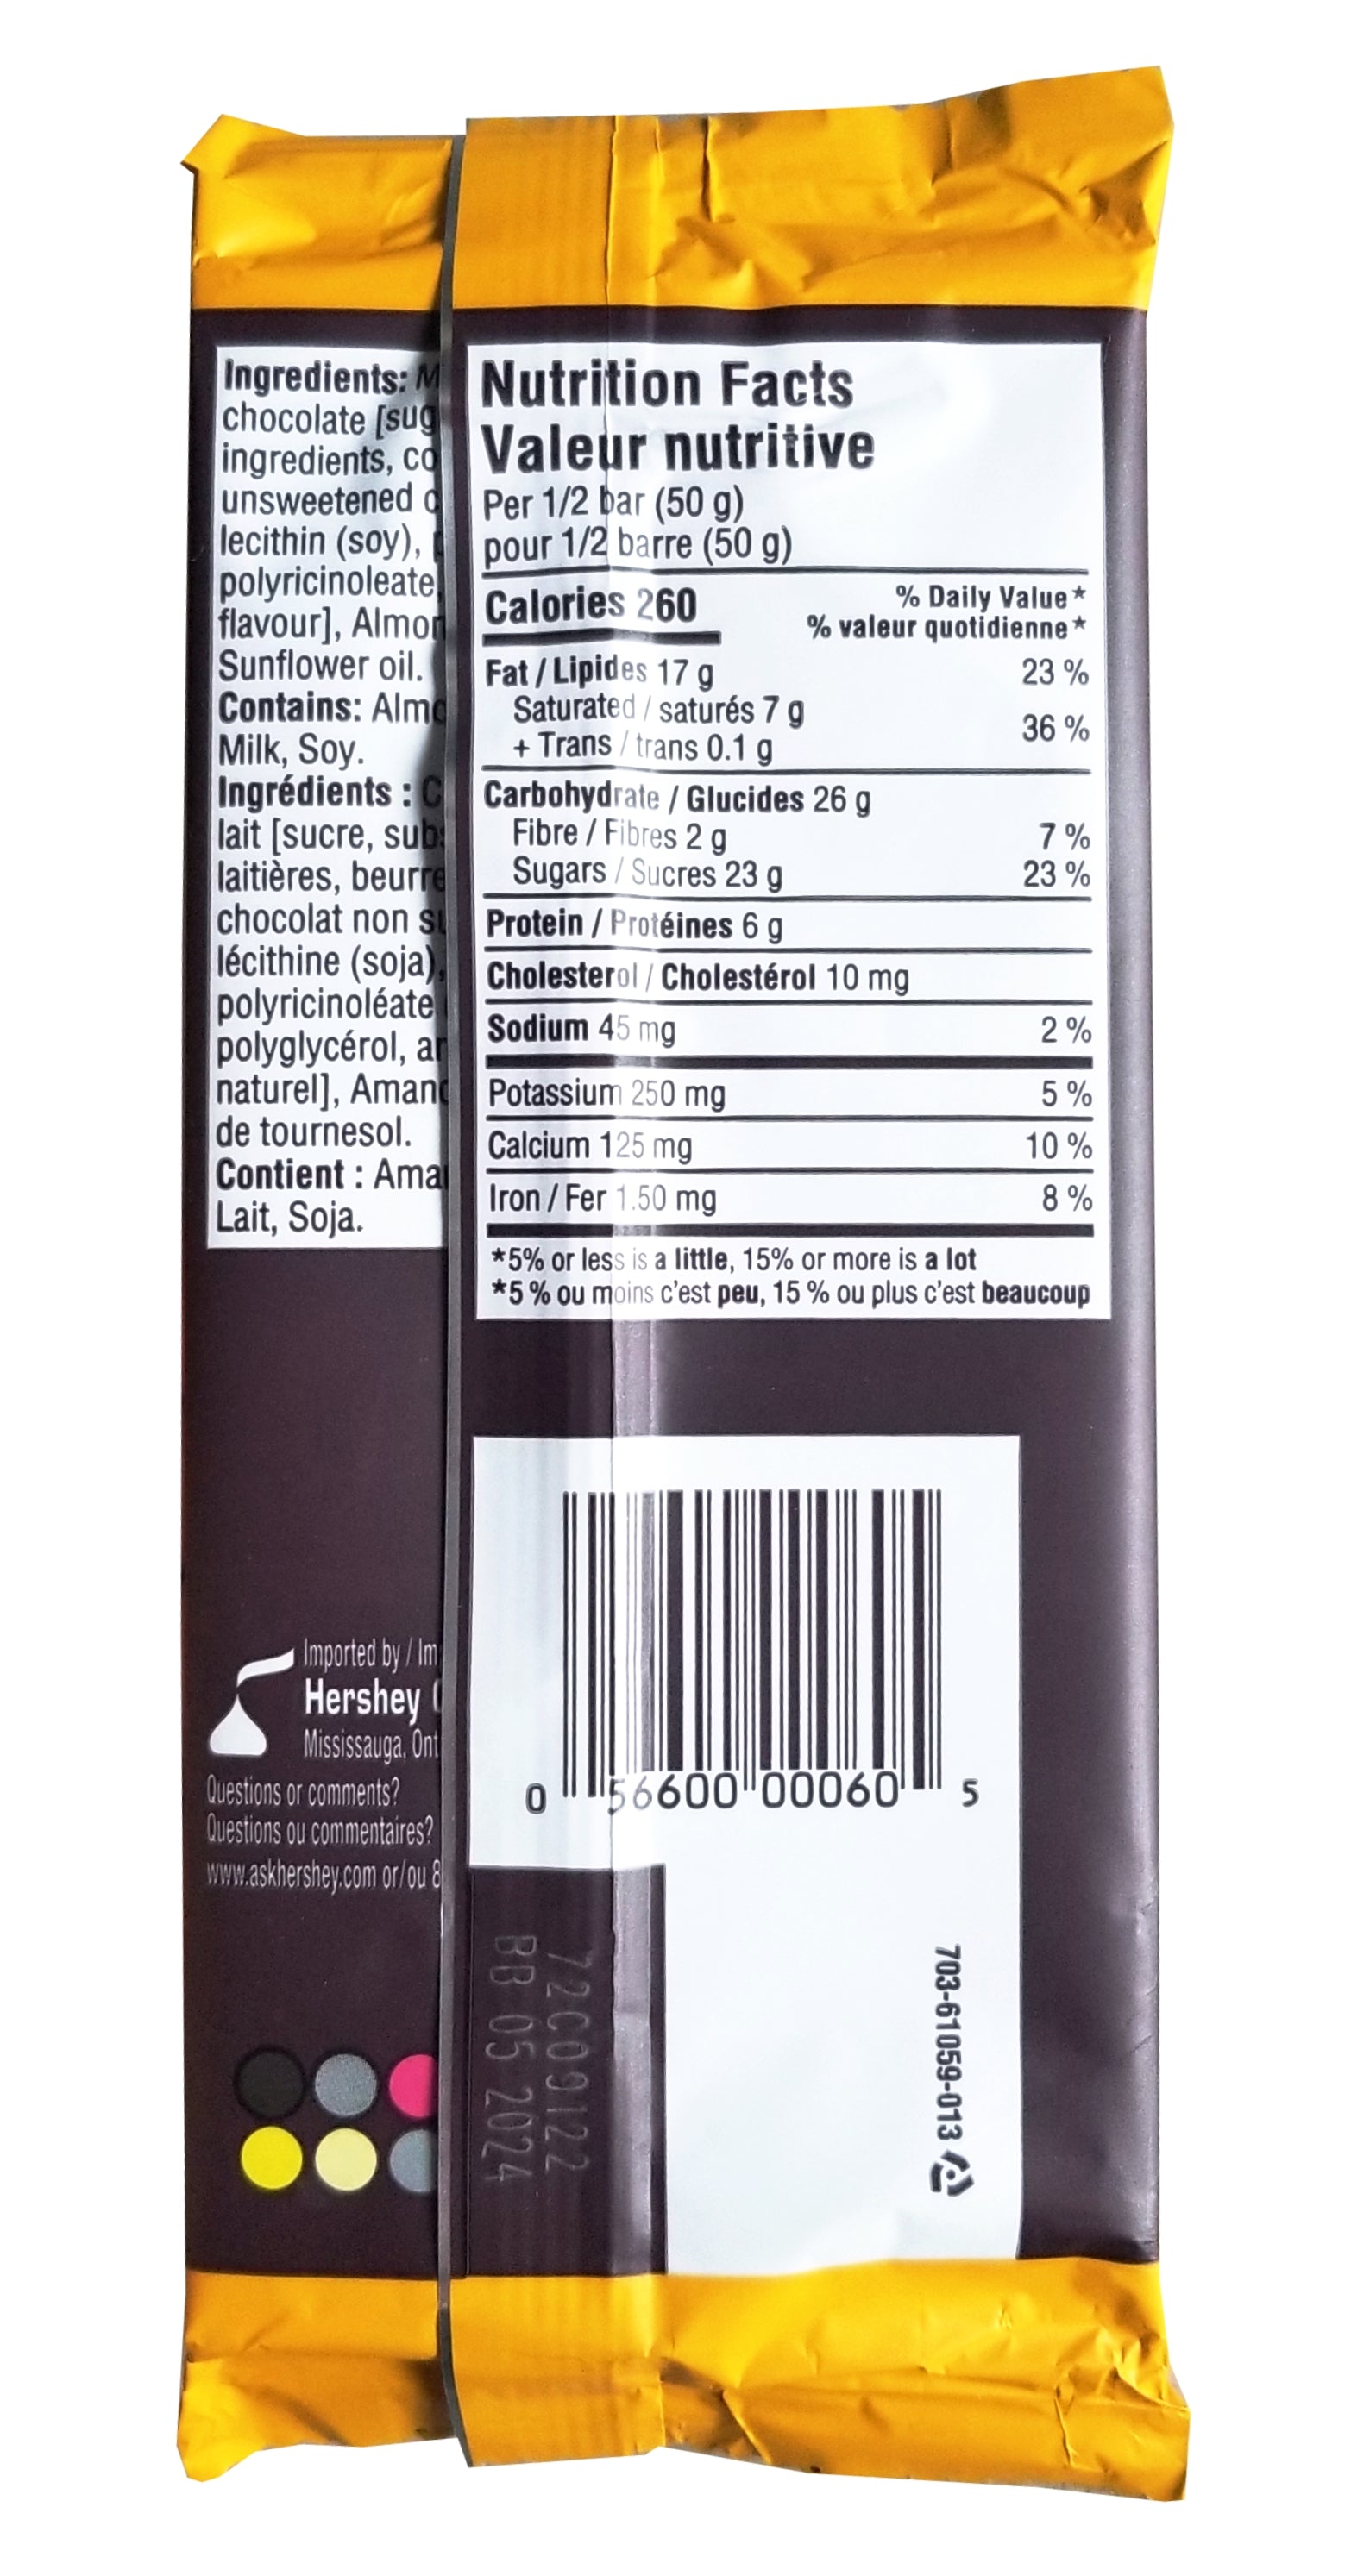 Ingredients:
chocolate [sug
ingredients, co
unsweetened
lecithin (soy),
polyricinoleate,
flavour], Almon
Sunflower oil.
Contains: Almo
Milk, Soy.
Ingrédients : C
lait [sucre, subs
laitières, beurre
chocolat non su
lécithine (soja),
polyricinoléate
polyglycérol, ar
naturel], Amand
de tournesol.
Contient : Aman
Lait, Soja.
Nutrition Facts
Valeur nutritive
Per 1/2 bar (50 g)
pour 1/2 barre (50 g)
Calories 260
% Daily Value*
% valeur quotidienne*
Fat / Lipides 17 g 23 %
Saturated / saturés 7 g
+ Trans / trans 0.1 g 36 %
Carbohydrate / Glucides 26 g
Fibre / Fibres 2 g 7 %
Sugars / Sucres 23 g 23 %
Protein / Protéines 6 g
Cholesterol / Cholestérol 10 mg
Sodium 45 mg 2 %
Potassium 250 mg 5 %
Calcium 125 mg 10 %
Iron / Fer 1.50 mg 8 %
*5% or less is a little, 15% or more is a lot
*5 % ou moins c'est peu, 15 % ou plus c'est beaucoup
0 56600 00060 5
Imported by / Im
Hershey
Mississauga, Ont
Questions or comments?
Questions ou commentaires?
www.askhershey.com or/ou 8
72C09122
BB 05 2024
703-61059-013